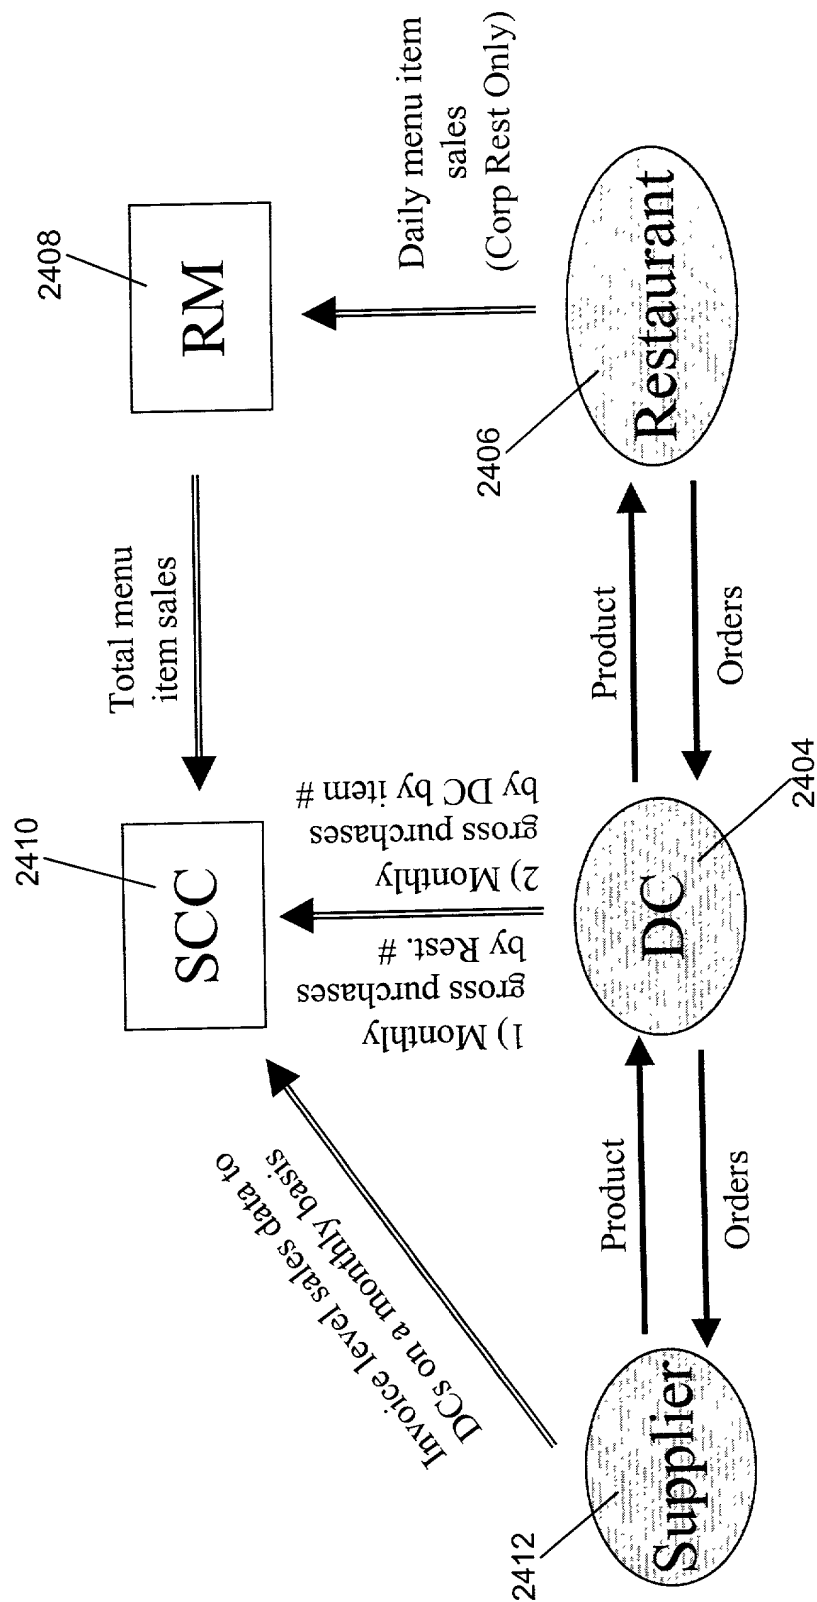 2410
2408
SCC
RM
Total menu
item sales
Daily menu item
sales
(Corp Rest Only)
Invoice level sales data to
DCs on a monthly basis
1) Monthly
gross purchases
by Rest. #
2) Monthly
gross purchases
by DC by item #
2412
Supplier
Product
Orders
DC
2404
Product
Orders
2406
Restaurant